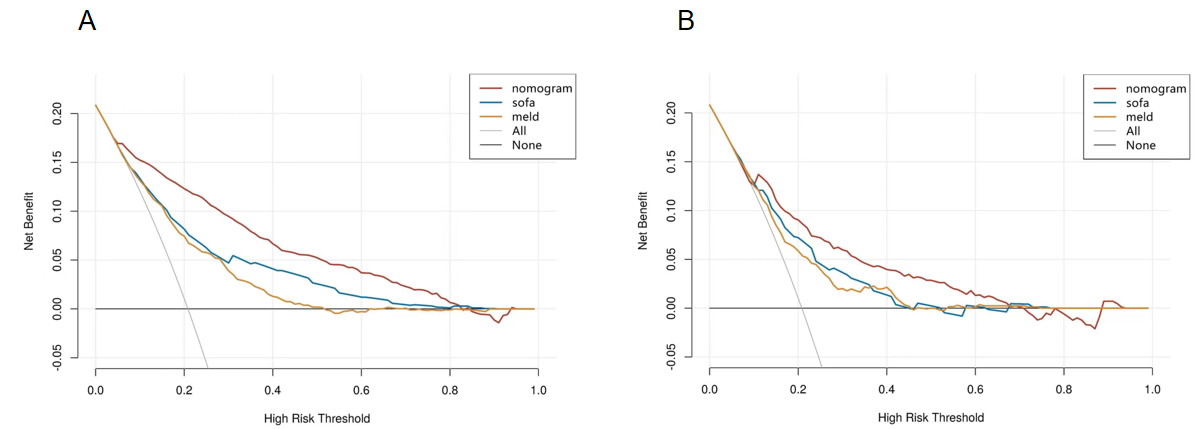 A
nomogram
sofa
meld
All
None
Net Benefit
0.20
0.15
0.10
0.05
0.00
-0.05
0.0 0.2 0.4 0.6 0.8 1.0
High Risk Threshold
B
nomogram
sofa
meld
All
None
Net Benefit
0.20
0.15
0.10
0.05
0.00
-0.05
0.0 0.2 0.4 0.6 0.8 1.0
High Risk Threshold